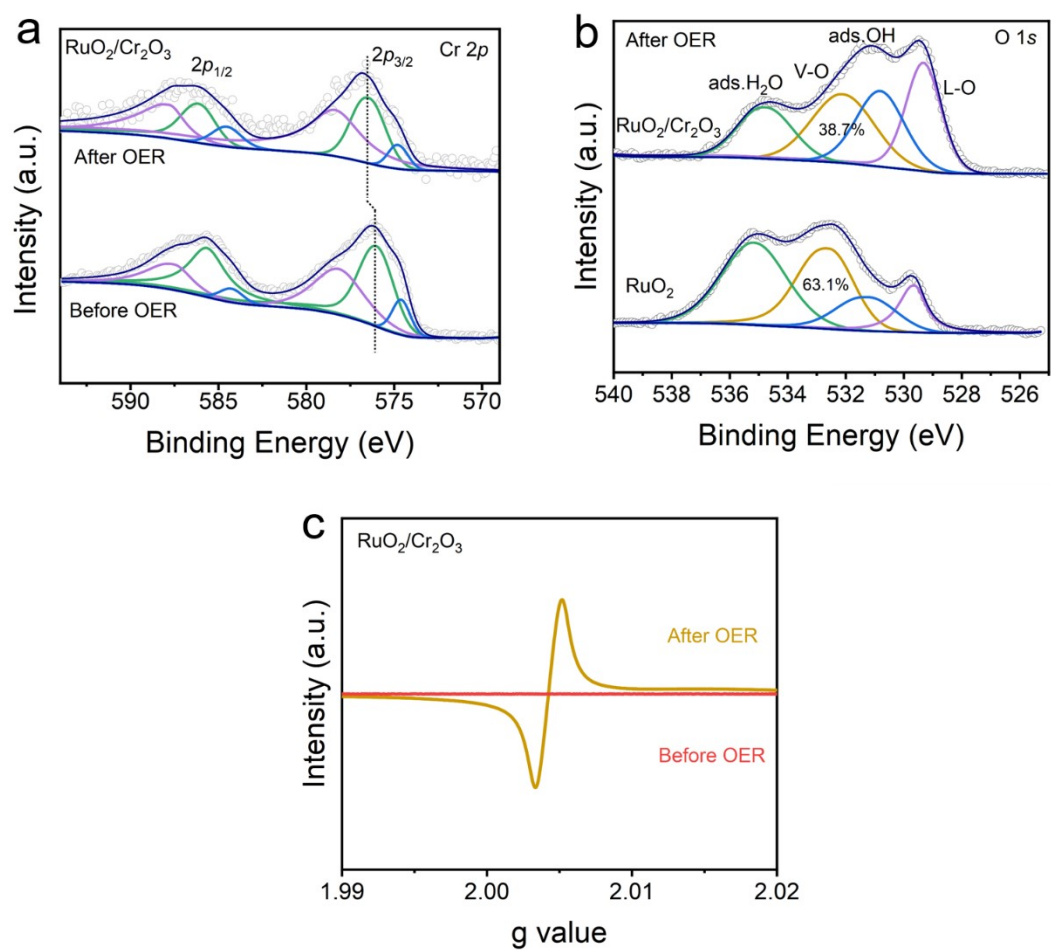 a
RuO₂/Cr₂O₃
2p₁/₂
2p₃/₂
Cr 2p
After OER
Before OER
Intensity (a.u.)
590 585 580 575 570
Binding Energy (eV)
b
After OER
ads.OH
O 1s
ads.H₂O
V-O
L-O
RuO₂/Cr₂O₃
38.7%
RuO₂
63.1%
Intensity (a.u.)
540 538 536 534 532 530 528 526
Binding Energy (eV)
c
RuO₂/Cr₂O₃
After OER
Before OER
Intensity (a.u.)
1.99 2.00 2.01 2.02
g value